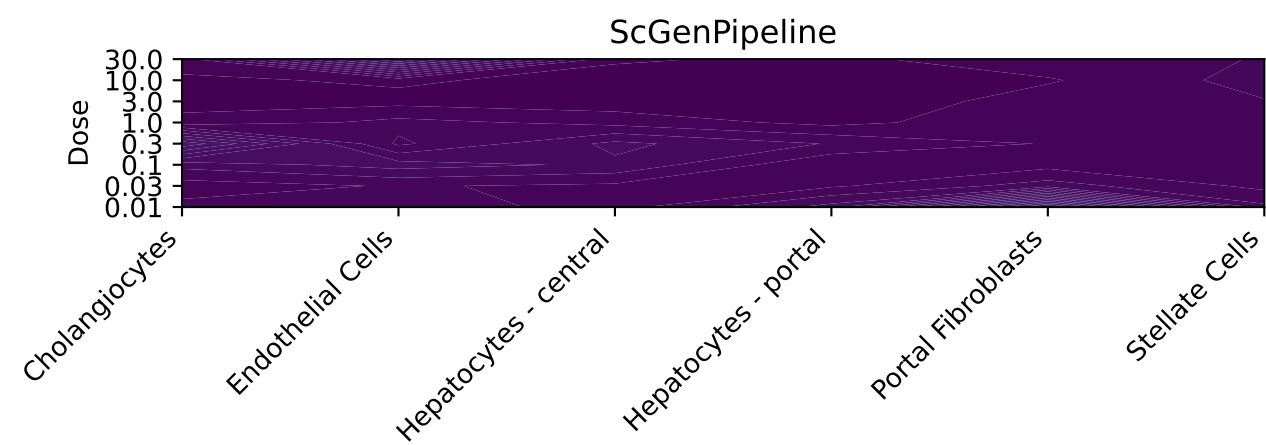 ScGenPipeline
Dose
30.0
10.0
3.0
1.0
0.3
0.1
0.03
0.01
Cholangiocytes
Endothelial Cells
Hepatocytes - central
Hepatocytes - portal
Portal Fibroblasts
Stellate Cells